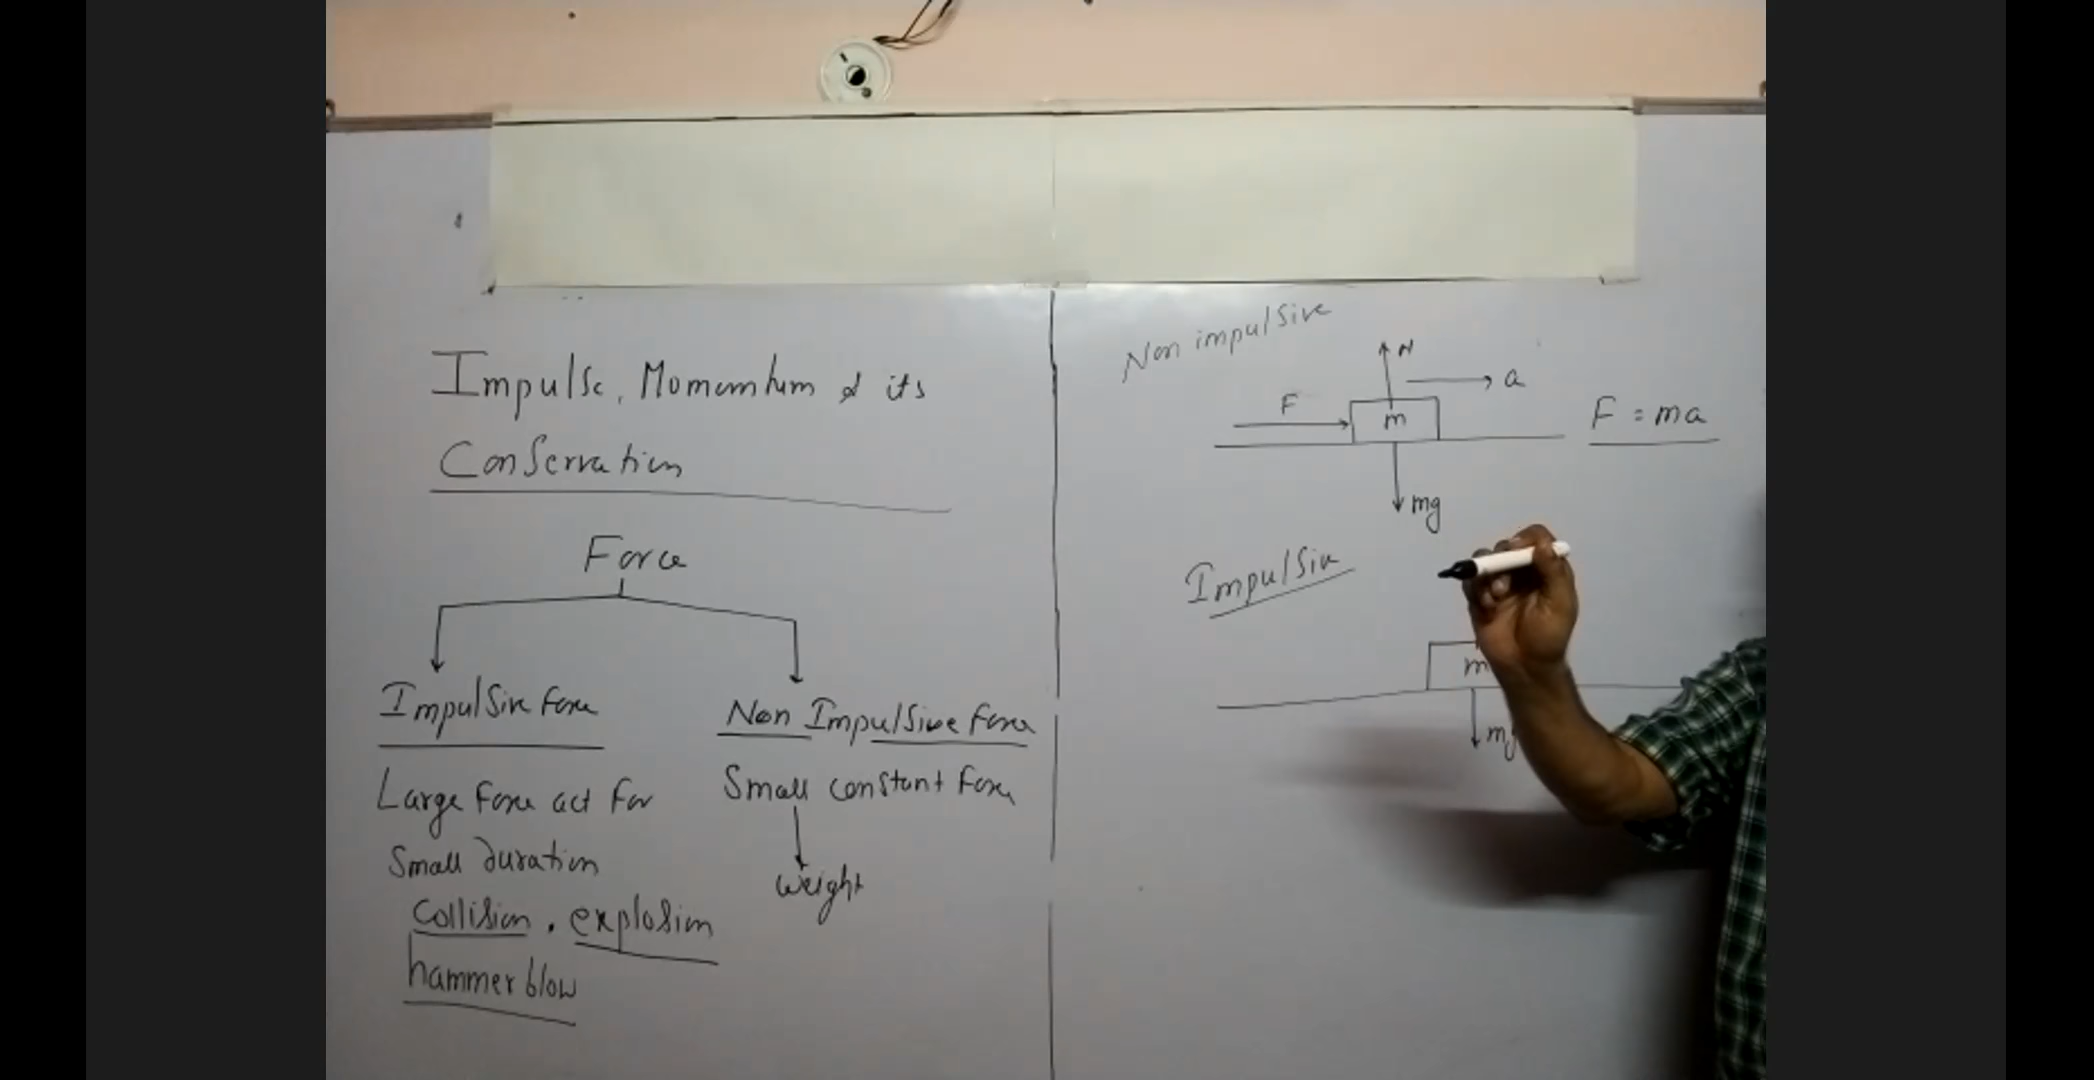 Impulse, Momentum & its
Conservation
Force
Impulsive force
Large force act for
Small duration
Collision, explosion
hammer blow
Non Impulsive force
Small constant force
weight
Non impulsive
N
a
F
m
F = ma
mg
Impulsive
m